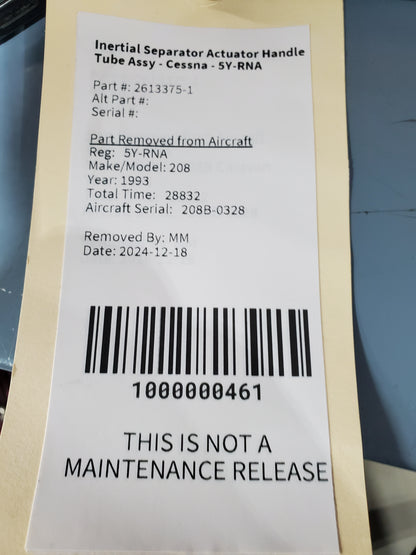 Inertial Separator Actuator Handle
Tube Assy - Cessna - 5Y-RNA
Part #: 2613375-1
Alt Part #:
Serial #:
Part Removed from Aircraft
Reg: 5Y-RNA
Make/Model: 208
Year: 1993
Total Time: 28832
Aircraft Serial: 208B-0328
Removed By: MM
Date: 2024-12-18
1000000461
THIS IS NOT A
MAINTENANCE RELEASE